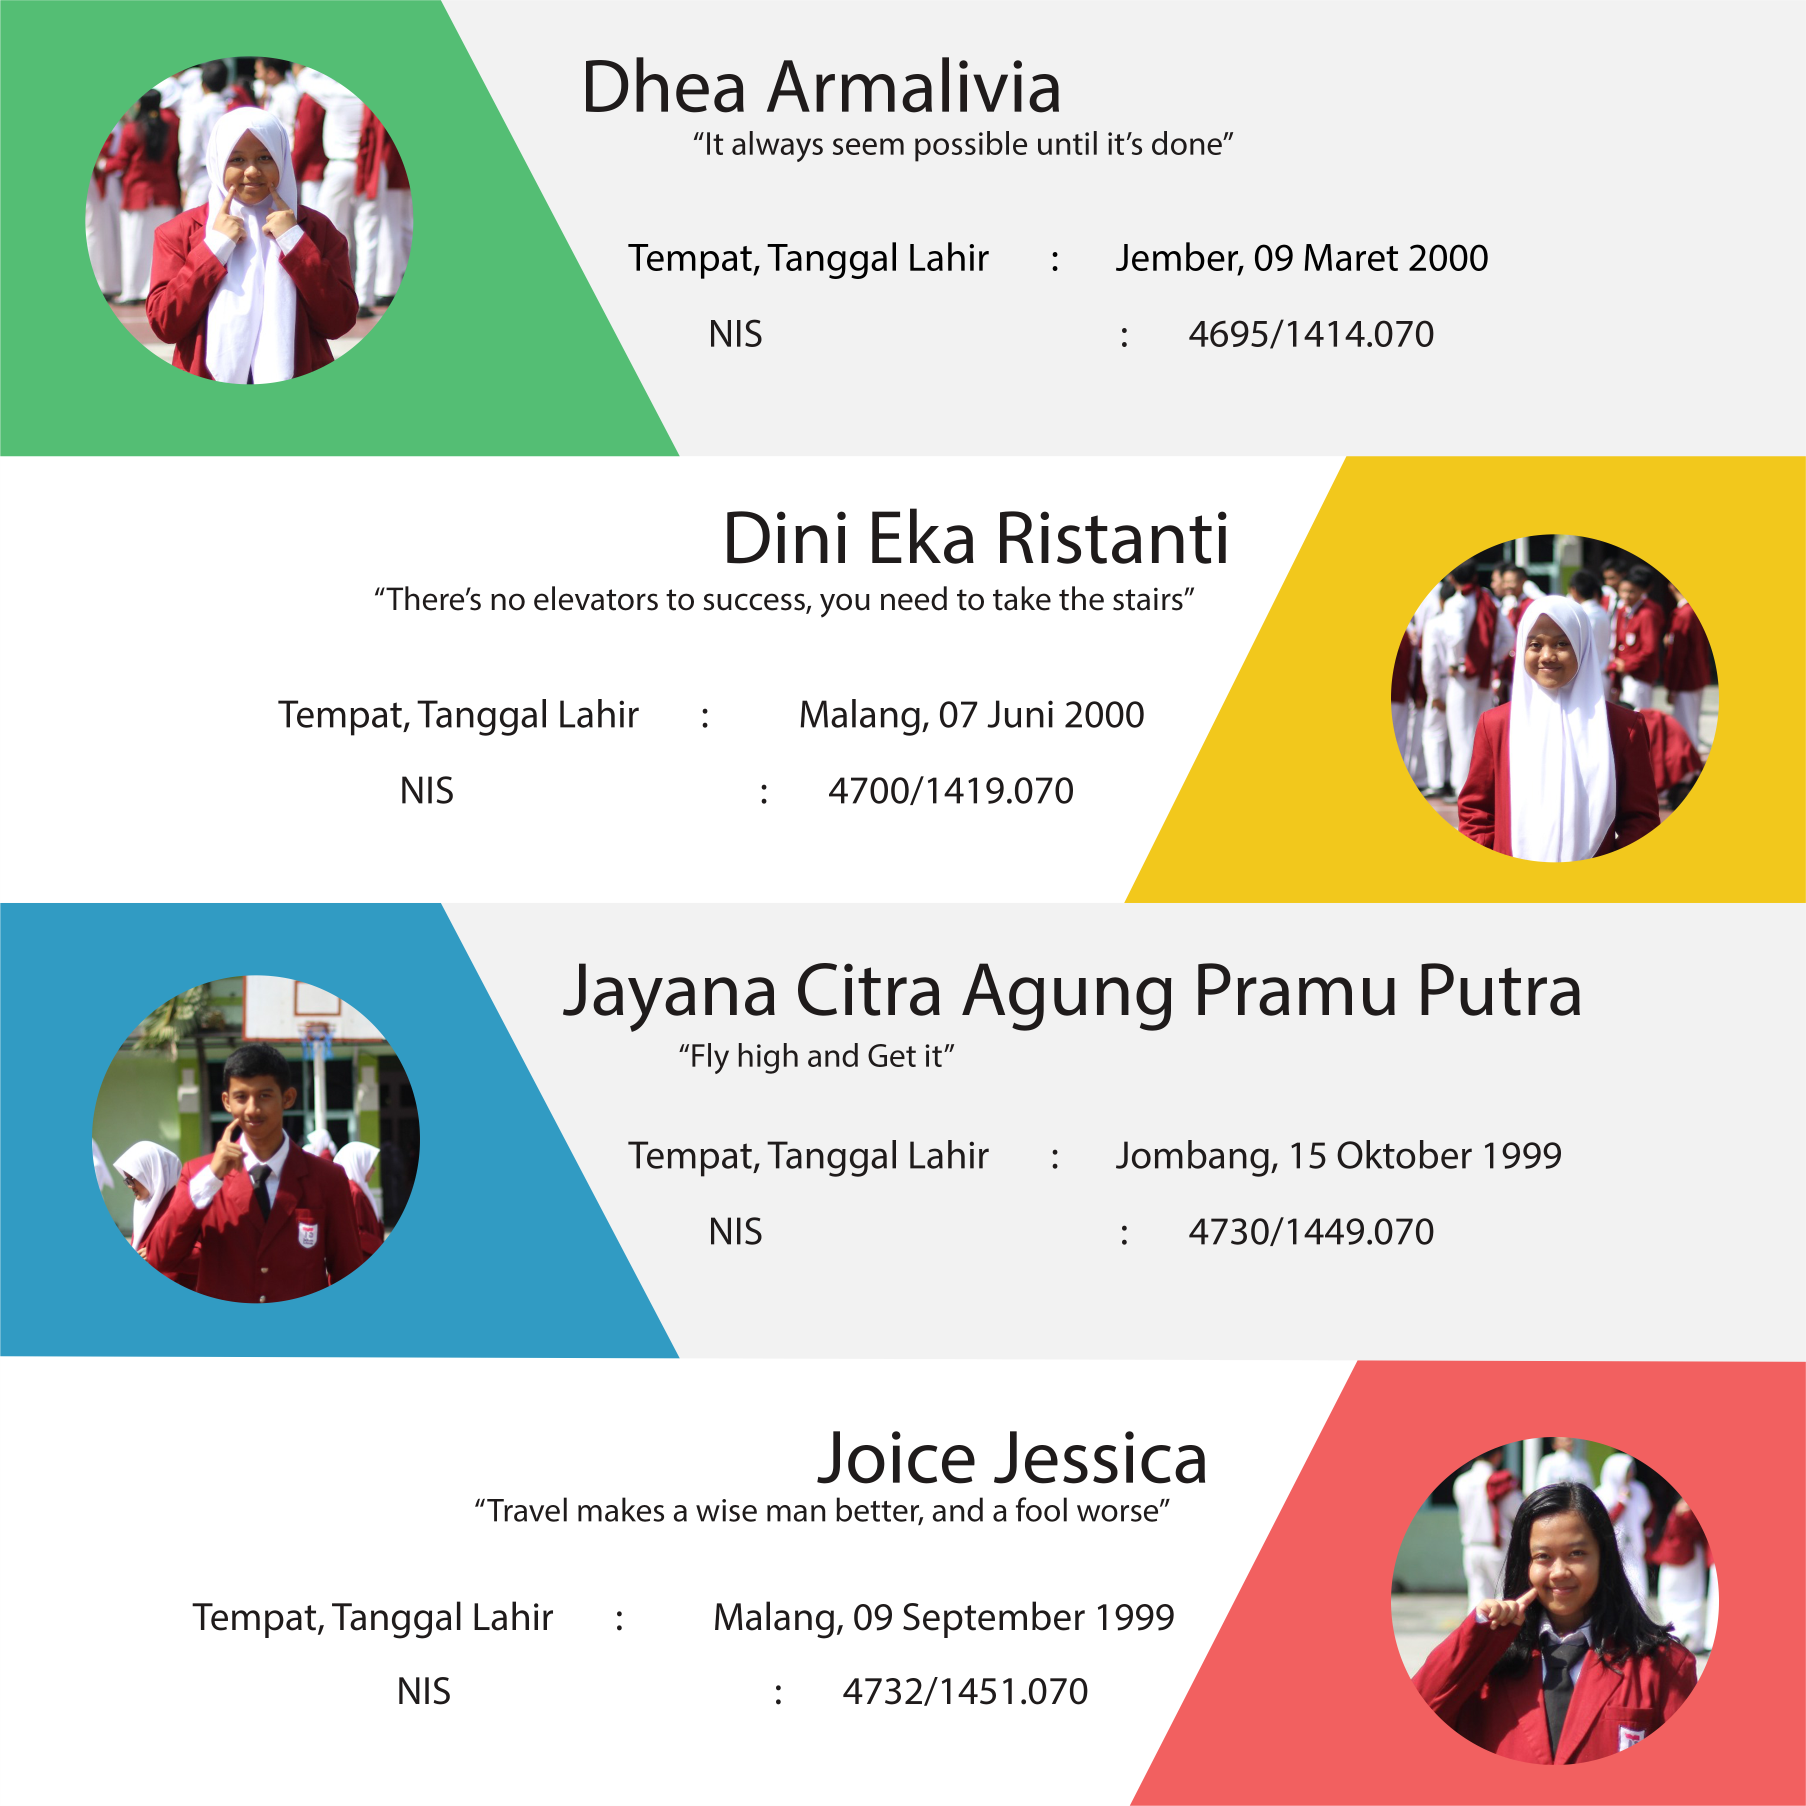 Dhea Armalivia
“It always seem possible until it’s done”
Tempat, Tanggal Lahir : Jember, 09 Maret 2000
NIS : 4695/1414.070
Dini Eka Ristanti
“There’s no elevators to success, you need to take the stairs”
Tempat, Tanggal Lahir : Malang, 07 Juni 2000
NIS : 4700/1419.070
Jayana Citra Agung Pramu Putra
“Fly high and Get it”
Tempat, Tanggal Lahir : Jombang, 15 Oktober 1999
NIS : 4730/1449.070
Joice Jessica
“Travel makes a wise man better, and a fool worse”
Tempat, Tanggal Lahir : Malang, 09 September 1999
NIS : 4732/1451.070